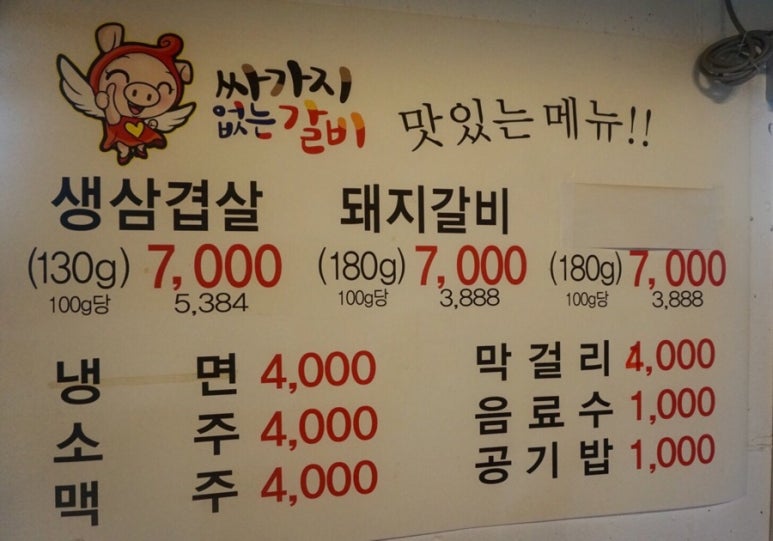 싸가지
없는 갈비
맛있는메뉴!!
생삼겹살 돼지갈비
(130g) 7,000 (180g) 7,000 (180g) 7,000
100g당 5,384 100g당 3,888 100g당 3,888
냉면 4,000 막걸리 4,000
소주 4,000 음료수 1,000
맥주 4,000 공기밥 1,000